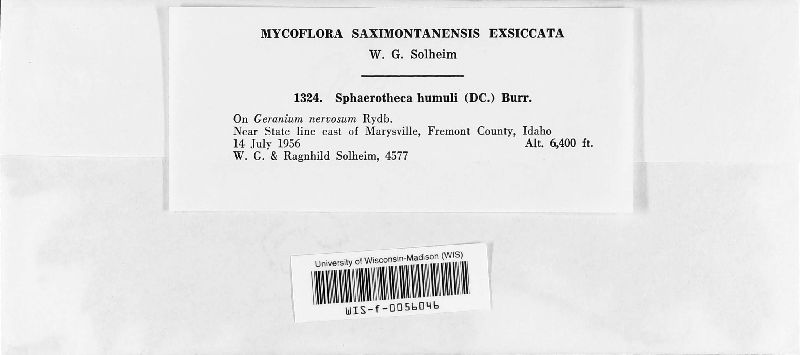 MYCOFLORA SAXIMONTANENSIS EXSICCATA
W. G. Solheim
1324. Sphaerotheca humuli (DC.) Burr.
On Geranium nervosum Rydb.
Near State line east of Marysville, Fremont County, Idaho
14 July 1956 Alt. 6,400 ft.
W. G. & Ragnhild Solheim, 4577
University of Wisconsin-Madison (WIS)
WIS-f-0056046